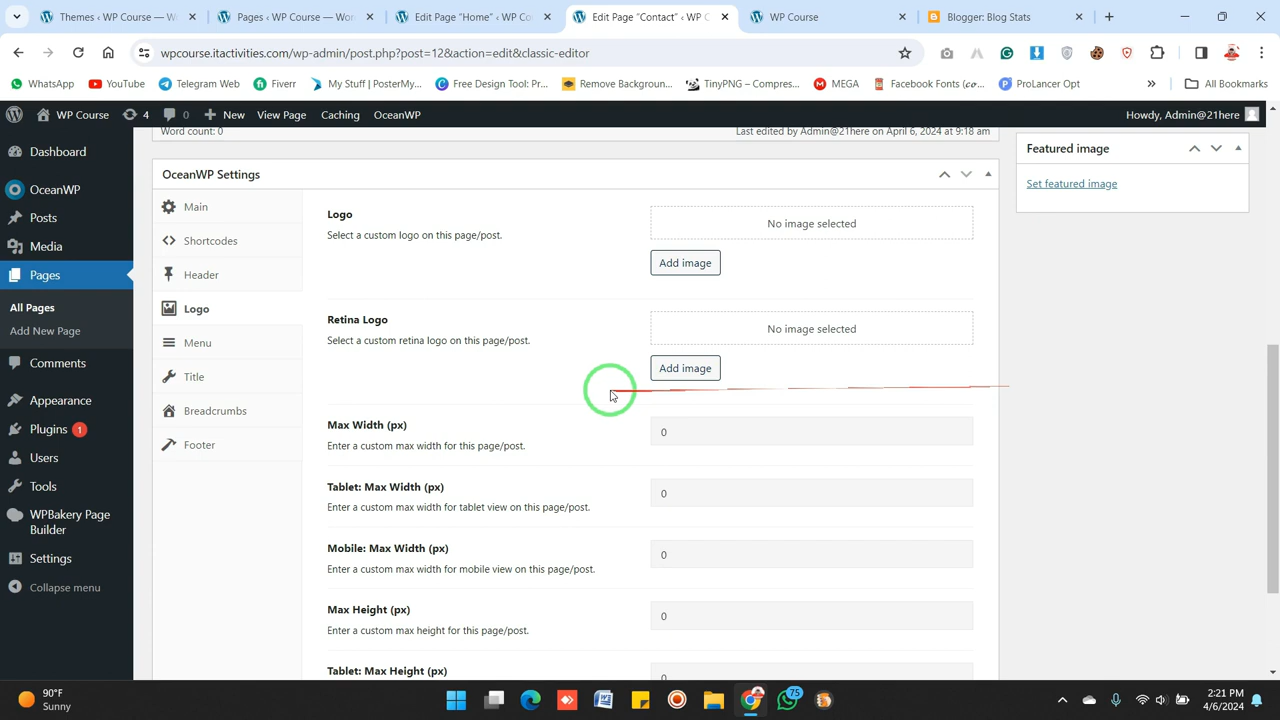 Themes ‹ WP Course — Wor
Pages ‹ WP Course — Wor
Edit Page "Home" ‹ WP Co
Edit Page "Contact" ‹ WP C
WP Course
Blogger: Blog Stats
wpcourse.itactivities.com/wp-admin/post.php?post=12&action=edit&classic-editor
WhatsApp
YouTube
Telegram Web
Fiverr
My Stuff | PosterMy...
Free Design Tool: Pr...
Remove Backgroun...
TinyPNG – Compres...
MEGA
Facebook Fonts (co...
ProLancer Opt
All Bookmarks
WP Course
4
0
New
View Page
Caching
OceanWP
Howdy, Admin@21here
Dashboard
OceanWP
Posts
Media
Pages
All Pages
Add New Page
Comments
Appearance
Plugins 1
Users
Tools
WPBakery Page
Builder
Settings
Collapse menu
Word count: 0
Last edited by Admin@21here on April 6, 2024 at 9:18 am
OceanWP Settings
Main
Shortcodes
Header
Logo
Menu
Title
Breadcrumbs
Footer
Logo
Select a custom logo on this page/post.
No image selected
Add image
Retina Logo
Select a custom retina logo on this page/post.
No image selected
Add image
Max Width (px)
Enter a custom max width for this page/post.
0
Tablet: Max Width (px)
Enter a custom max width for tablet view on this page/post.
0
Mobile: Max Width (px)
Enter a custom max width for mobile view on this page/post.
0
Max Height (px)
Enter a custom max height for this page/post.
0
Tablet: Max Height (px)
0
Featured image
Set featured image
90°F
Sunny
75
2:21 PM
4/6/2024